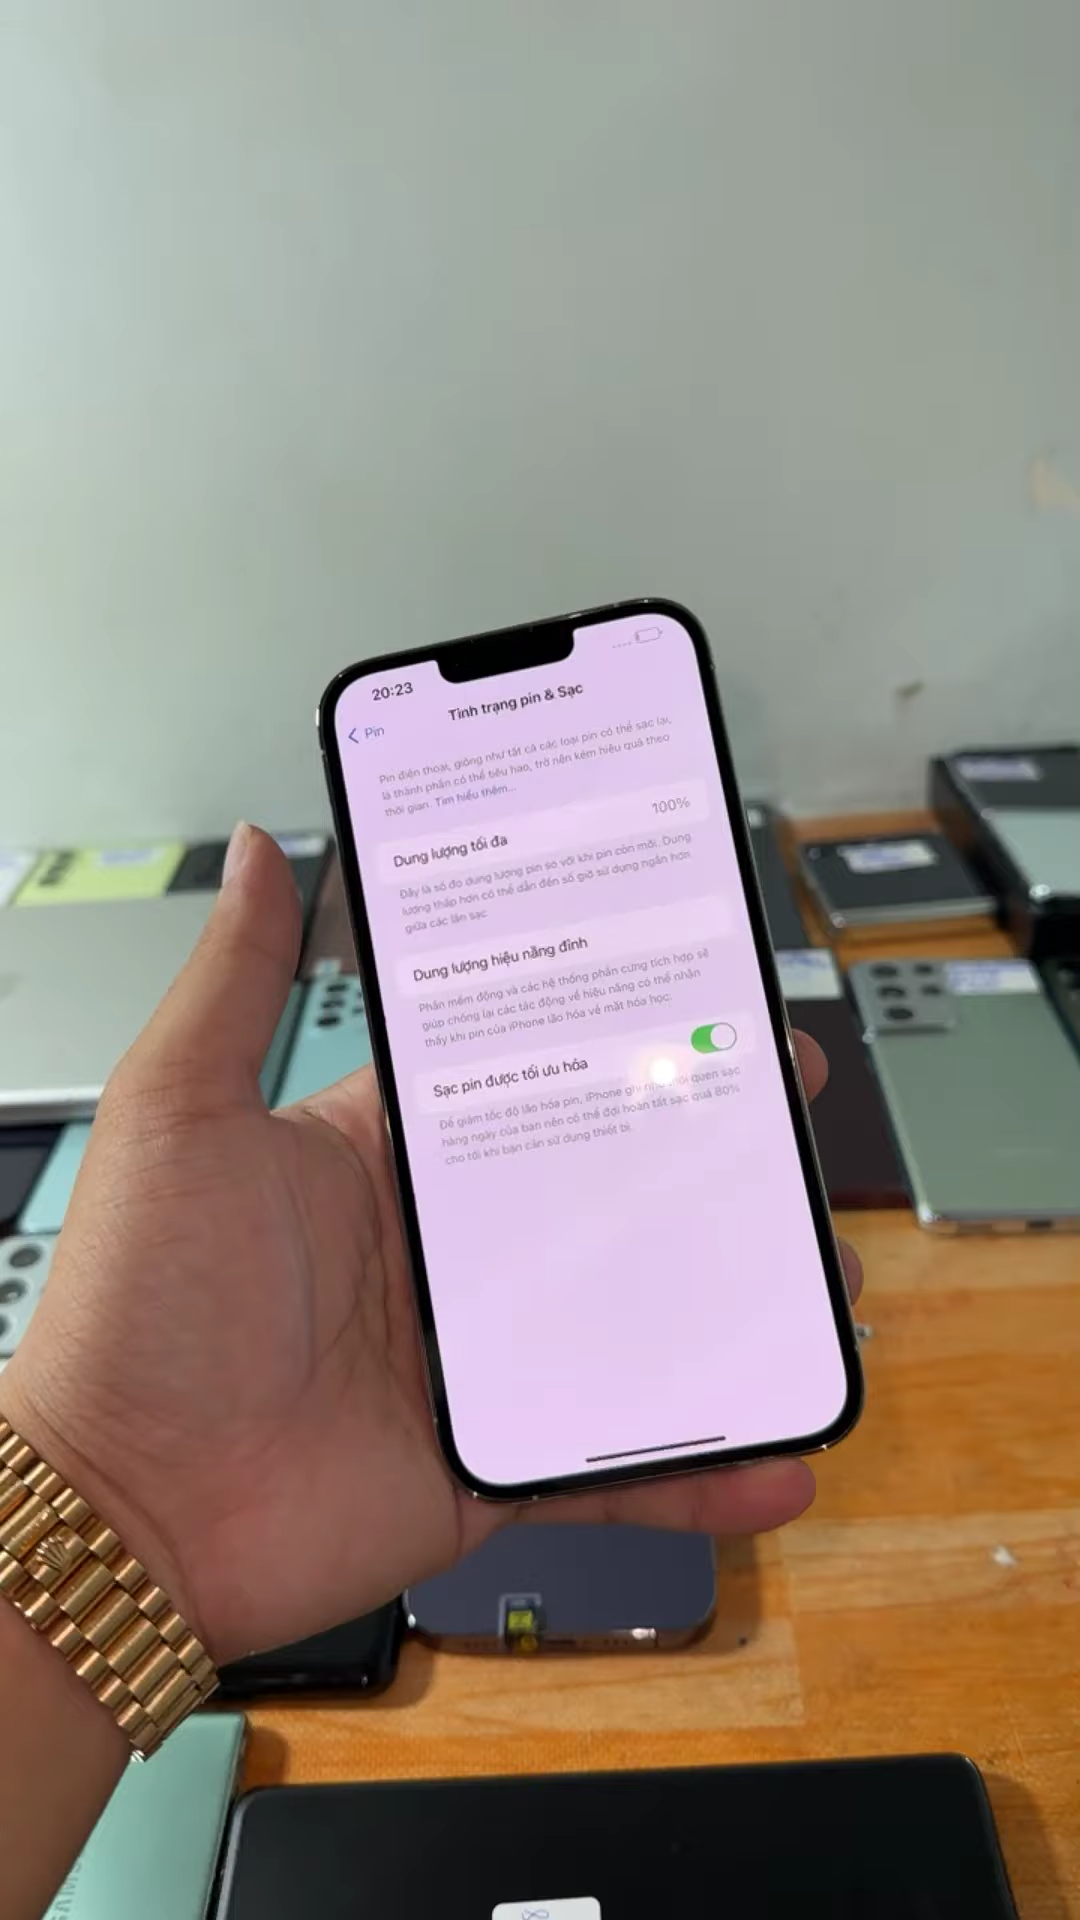 20:23
Pin
Tình trạng pin & Sạc
Pin điện thoại, giống như tất cả các loại pin có thể sạc lại,
là thành phần có thể tiêu hao, trở nên kém hiệu quả theo
thời gian. Tìm hiểu thêm...
Dung lượng tối đa 100%
Đây là số đo dung lượng pin so với khi pin còn mới. Dung
lượng thấp hơn có thể dẫn đến số giờ sử dụng ngắn hơn
giữa các lần sạc.
Dung lượng hiệu năng đỉnh
Phần mềm động và các hệ thống phần cứng tích hợp sẽ
giúp chống lại các tác động về hiệu năng có thể nhận
thấy khi pin của iPhone lão hóa về mặt hóa học.
Sạc pin được tối ưu hóa
Để giảm tốc độ lão hóa pin, iPhone ghi nhớ thói quen sạc
hàng ngày của bạn nên có thể đợi hoàn tất sạc quá 80%
cho tới khi bạn cần sử dụng thiết bị.